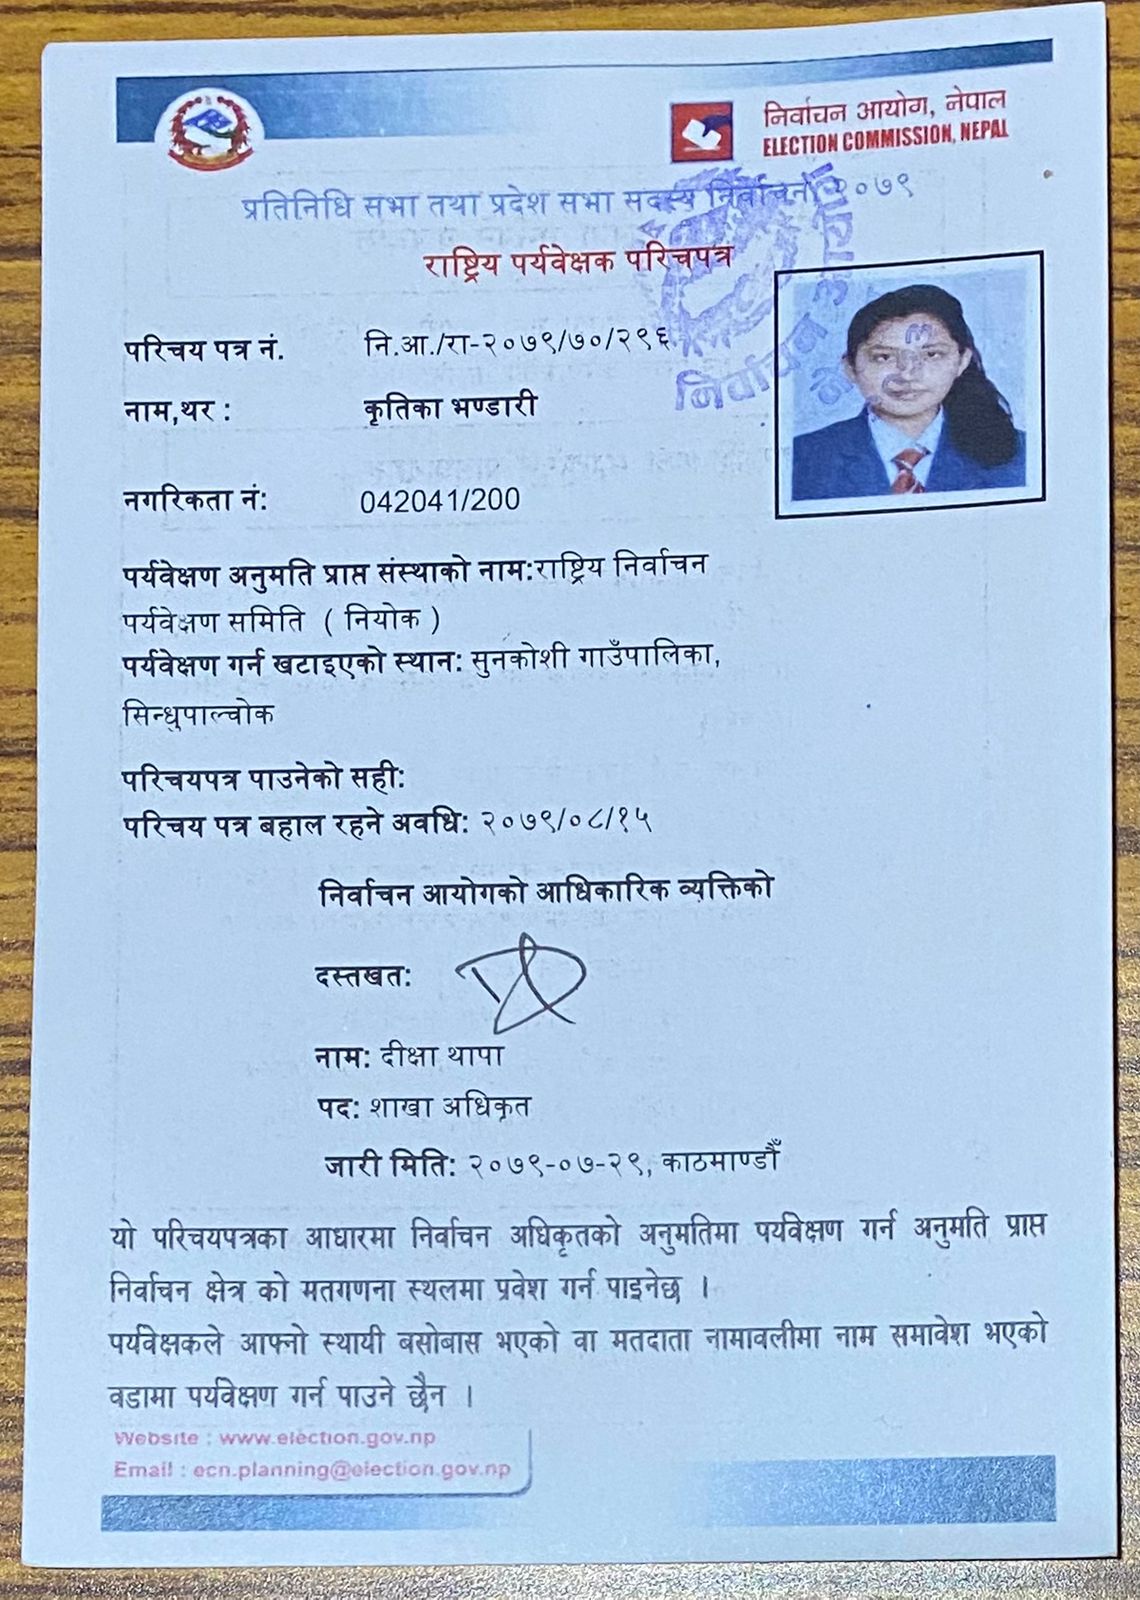 निर्वाचन आयोग, नेपाल
ELECTION COMMISSION, NEPAL
प्रतिनिधि सभा तथा प्रदेश सभा सदस्य निर्वाचन, २०७९
राष्ट्रिय पर्यवेक्षक परिचपत्र
परिचय पत्र नं. नि.आ./रा-२०७९/७०/२९६
नाम,थर : कृतिका भण्डारी
नगरिकता नं: 042041/200
पर्यवेक्षण अनुमति प्राप्त संस्थाको नाम:राष्ट्रिय निर्वाचन
पर्यवेक्षण समिति ( नियोक )
पर्यवेक्षण गर्न खटाइएको स्थान: सुनकोशी गाउँपालिका,
सिन्धुपाल्चोक
परिचयपत्र पाउनेको सही:
परिचय पत्र बहाल रहने अवधि: २०७९/०८/१५
निर्वाचन आयोगको आधिकारिक व्यक्तिको
दस्तखत:
नाम: दीक्षा थापा
पद: शाखा अधिकृत
जारी मिति: २०७९-०७-२९, काठमाण्डौँ
यो परिचयपत्रका आधारमा निर्वाचन अधिकृतको अनुमतिमा पर्यवेक्षण गर्न अनुमति प्राप्त
निर्वाचन क्षेत्र को मतगणना स्थलमा प्रवेश गर्न पाइनेछ ।
पर्यवेक्षकले आफ्नो स्थायी बसोबास भएको वा मतदाता नामावलीमा नाम समावेश भएको
वडामा पर्यवेक्षण गर्न पाउने छैन ।
Website : www.election.gov.np
Email : ecn.planning@election.gov.np
निर्वाचन आयोग